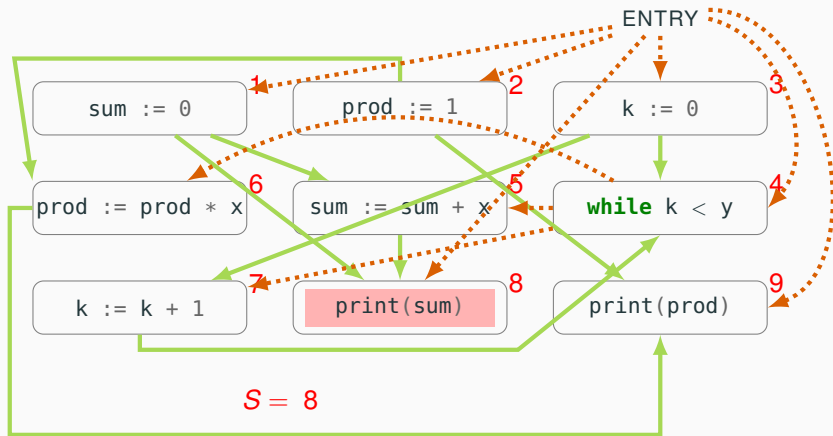 ENTRY
1
sum := 0
2
prod := 1
3
k := 0
6
prod := prod * x
5
sum := sum + x
4
while k < y
7
k := k + 1
8
print(sum)
9
print(prod)
S = 8